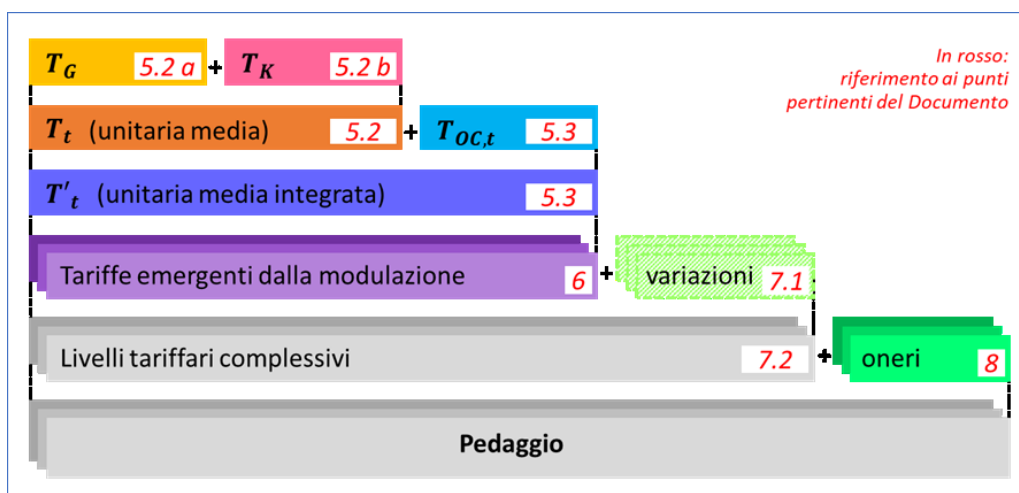 T_G 5.2 a + T_K 5.2 b
In rosso:
riferimento ai punti
pertinenti del Documento
T_t (unitaria media) 5.2 + T_{OC,t} 5.3
T'_t (unitaria media integrata) 5.3
Tariffe emergenti dalla modulazione 6 + variazioni 7.1
Livelli tariffari complessivi 7.2 + oneri 8
Pedaggio